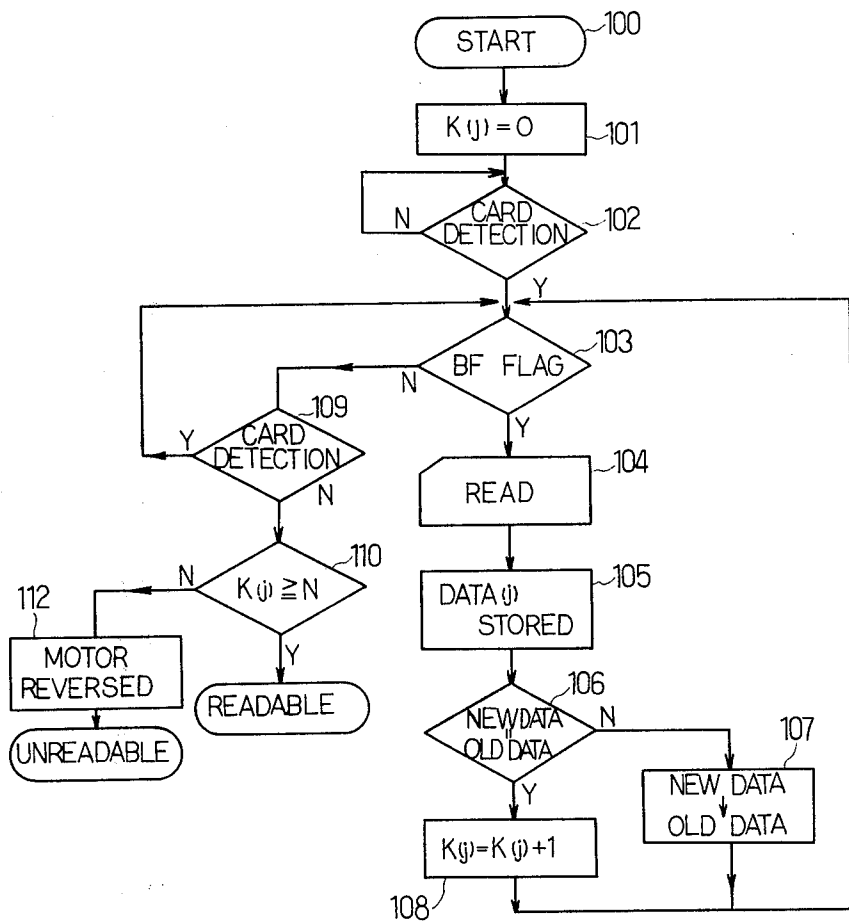 START
100
K(j)=0
101
N
CARD
DETECTION
102
Y
BF FLAG
103
N
Y
109
Y
CARD
DETECTION
N
READ
104
N
K(j)≧N
110
Y
DATA(j)
STORED
105
112
MOTOR
REVERSED
READABLE
UNREADABLE
NEW DATA
=
OLD DATA
106
N
Y
107
NEW DATA
↓
OLD DATA
K(j)=K(j)+1
108